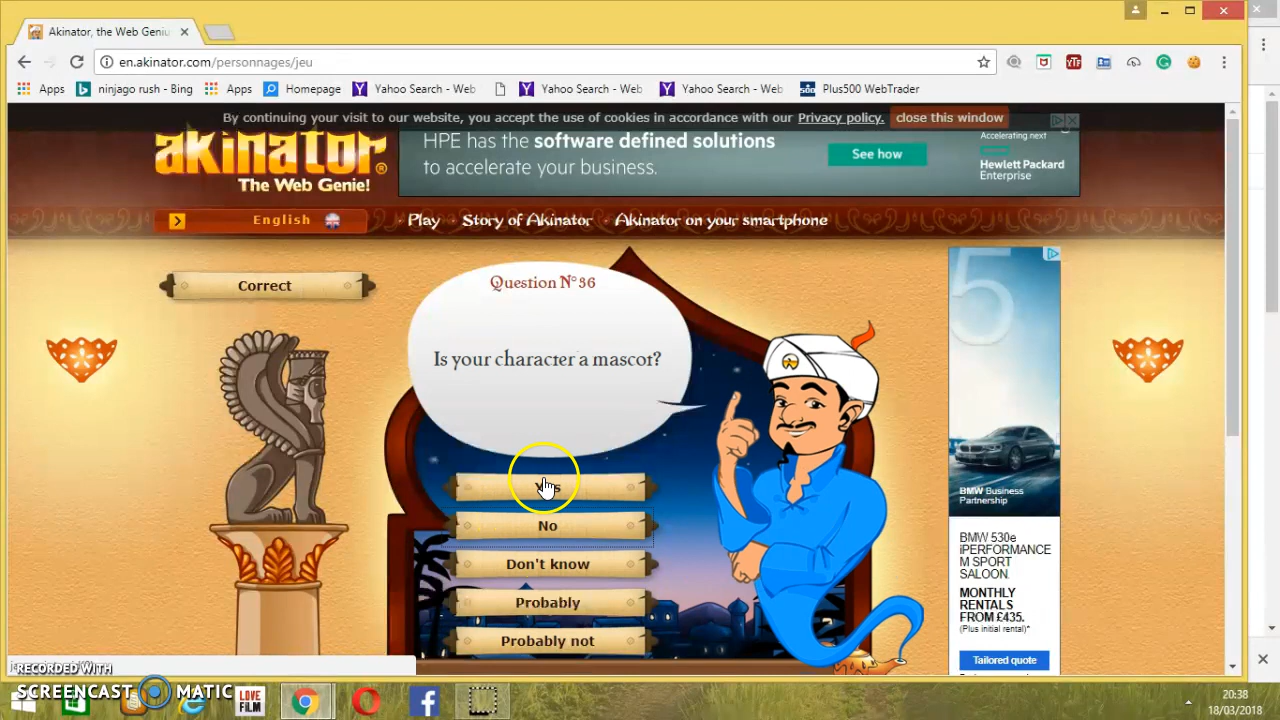 Akinator, the Web Geniu
en.akinator.com/personnages/jeu
Apps
ninjago rush - Bing
Apps
Homepage
Yahoo Search - Web
Yahoo Search - Web
Yahoo Search - Web
Plus500 WebTrader
By continuing your visit to our website, you accept the use of cookies in accordance with our Privacy policy.
close this window
akinator®
The Web Genie!
HPE has the software defined solutions
to accelerate your business.
See how
Accelerating next
Hewlett Packard
Enterprise
English
Play
Story of Akinator
Akinator on your smartphone
Correct
Question N°36
Is your character a mascot?
No
Don't know
Probably
Probably not
5
BMW Business
Partnership
BMW 530e
iPERFORMANCE
M SPORT
SALOON.
MONTHLY
RENTALS
FROM £435.
(Plus initial rental)*
Tailored quote
RECORDED WITH
SCREENCAST MATIC
LOVE
FiLM
20:38
18/03/2018